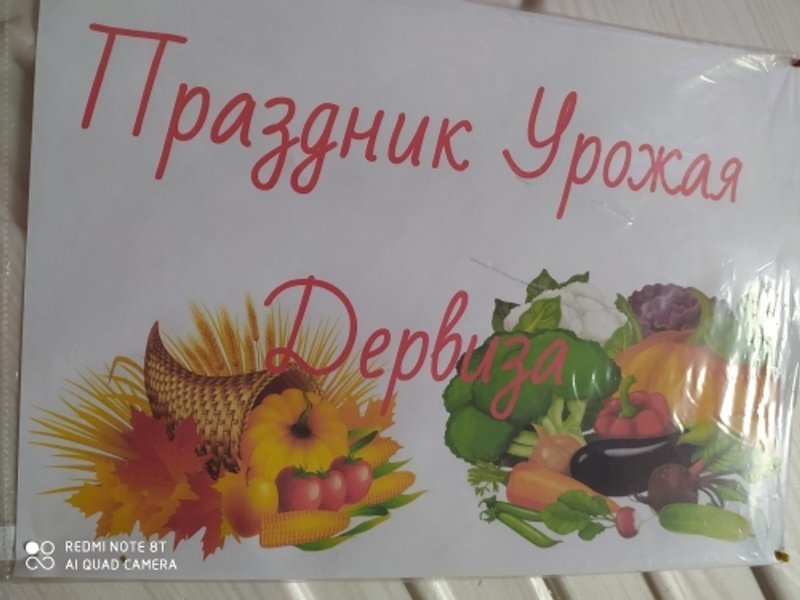 Праздник Урожая
Дервиза
REDMI NOTE 8T
AI QUAD CAMERA